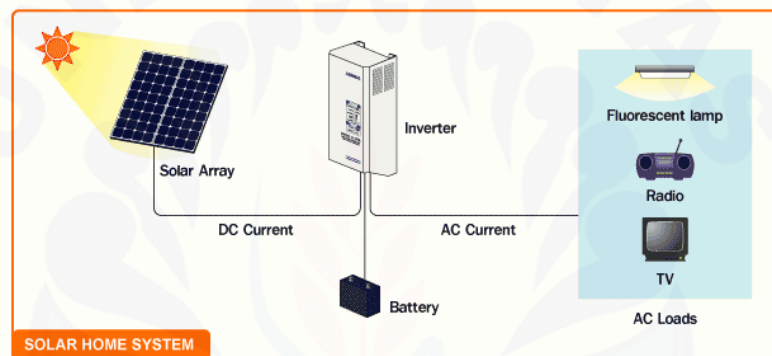 Fluorescent lamp
Inverter
Solar Array
Radio
DC Current
AC Current
TV
Battery
AC Loads
SOLAR HOME SYSTEM